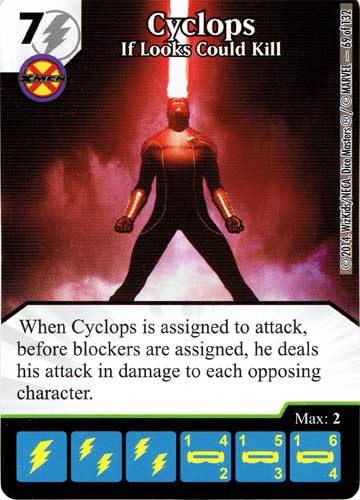 7
Cyclops
If Looks Could Kill
X-MEN
© 2014. WizKids/NECA. Dice Masters ® / © MARVEL — 69 of 132
When Cyclops is assigned to attack,
before blockers are assigned, he deals
his attack in damage to each opposing
character.
Max: 2
1 4
2
1 5
3
1 6
4